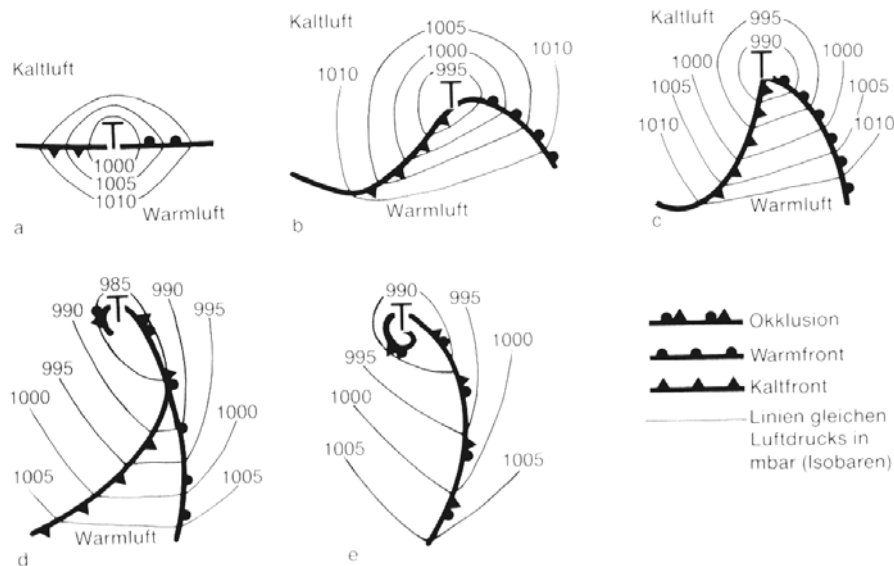 Kaltluft
T
1000
1005
1010
Warmluft
a
Kaltluft
1005
1000
995
T
1010
1010
Warmluft
b
Kaltluft
995
990
T
1000
1005
1010
1000
1005
1010
Warmluft
c
985
T
990
990
995
995
1000
1000
1005
1005
Warmluft
d
990
T
995
995
1000
1000
1005
1005
e
Okklusion
Warmfront
Kaltfront
Linien gleichen
Luftdrucks in
mbar (Isobaren)